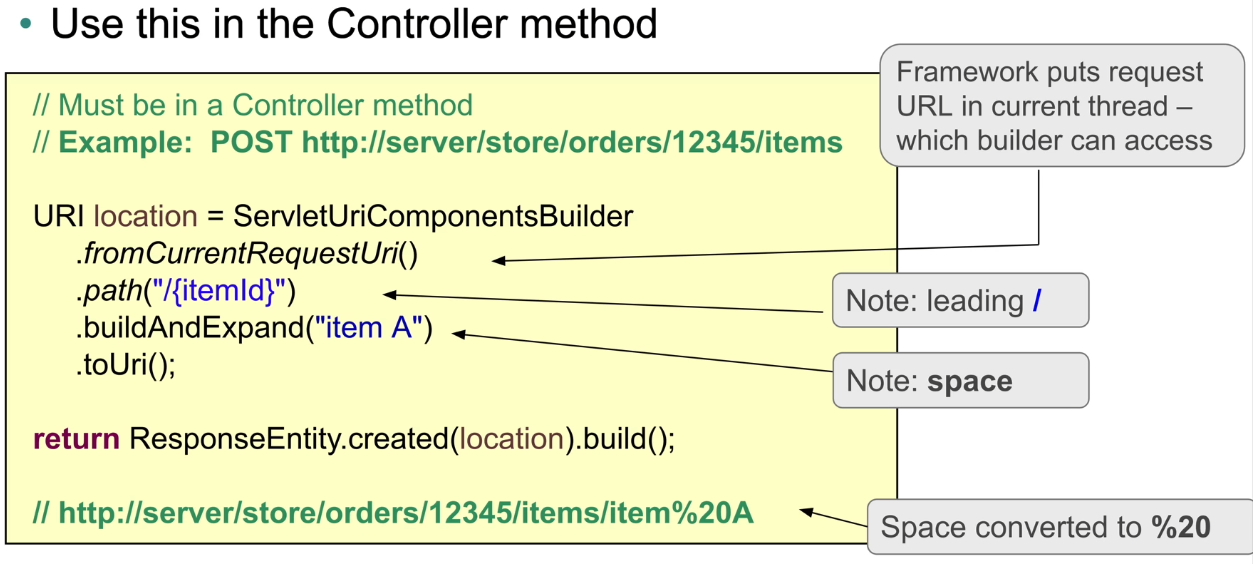 • Use this in the Controller method
Framework puts request
URL in current thread –
which builder can access
// Must be in a Controller method
// Example:  POST http://server/store/orders/12345/items
URI location = ServletUriComponentsBuilder
.fromCurrentRequestUri()
.path("/{itemId}")
Note: leading /
.buildAndExpand("item A")
.toUri();
Note: space
return ResponseEntity.created(location).build();
// http://server/store/orders/12345/items/item%20A
Space converted to %20